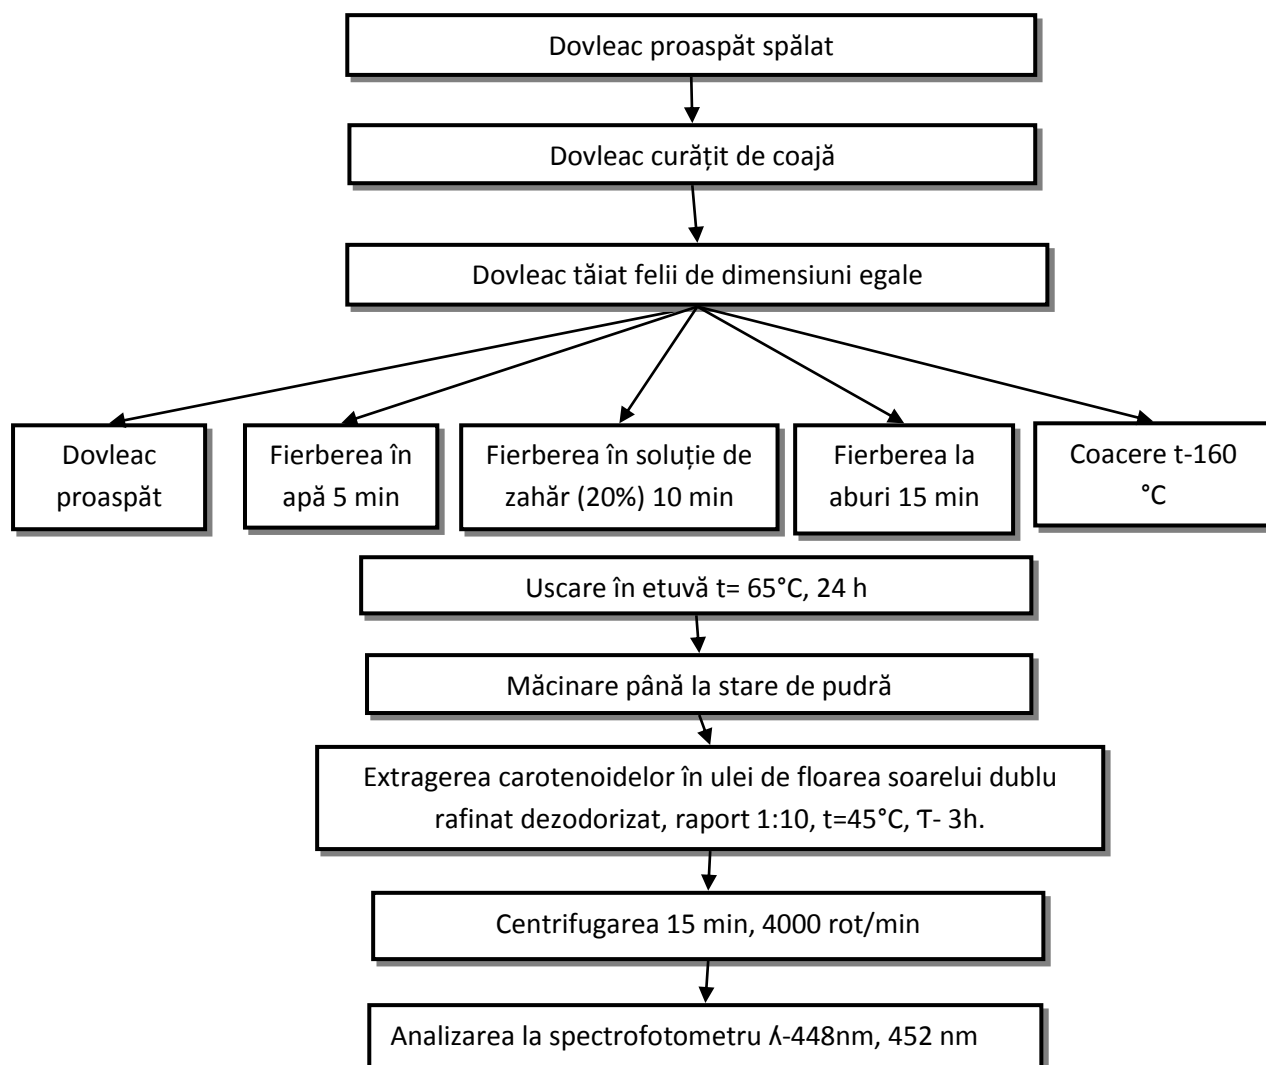 Dovleac proaspăt spălat
Dovleac curățit de coajă
Dovleac tăiat felii de dimensiuni egale
Dovleac
proaspăt
Fierberea în
apă 5 min
Fierberea în soluție de
zahăr (20%) 10 min
Fierberea la
aburi 15 min
Coacere t-160
°C
Uscare în etuvă t= 65°C, 24 h
Măcinare până la stare de pudră
Extragerea carotenoidelor în ulei de floarea soarelui dublu
rafinat dezodorizat, raport 1:10, t=45°C, Ƭ- 3h.
Centrifugarea 15 min, 4000 rot/min
Analizarea la spectrofotometru ʎ-448nm, 452 nm